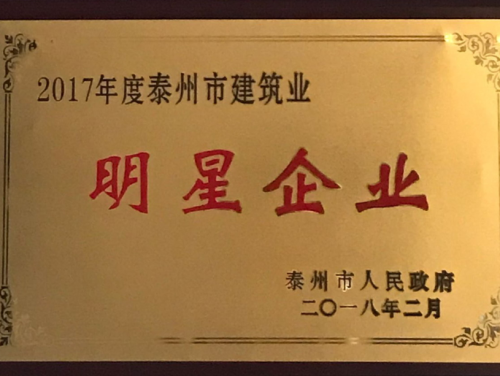 2017年度泰州市建筑业
明星企业
泰州市人民政府
二〇一八年二月